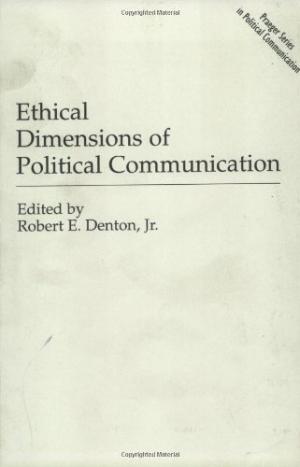 Copyrighted Material
Praeger Series
in Political Communication
Ethical
Dimensions of
Political Communication
Edited by
Robert E. Denton, Jr.
Copyrighted Material